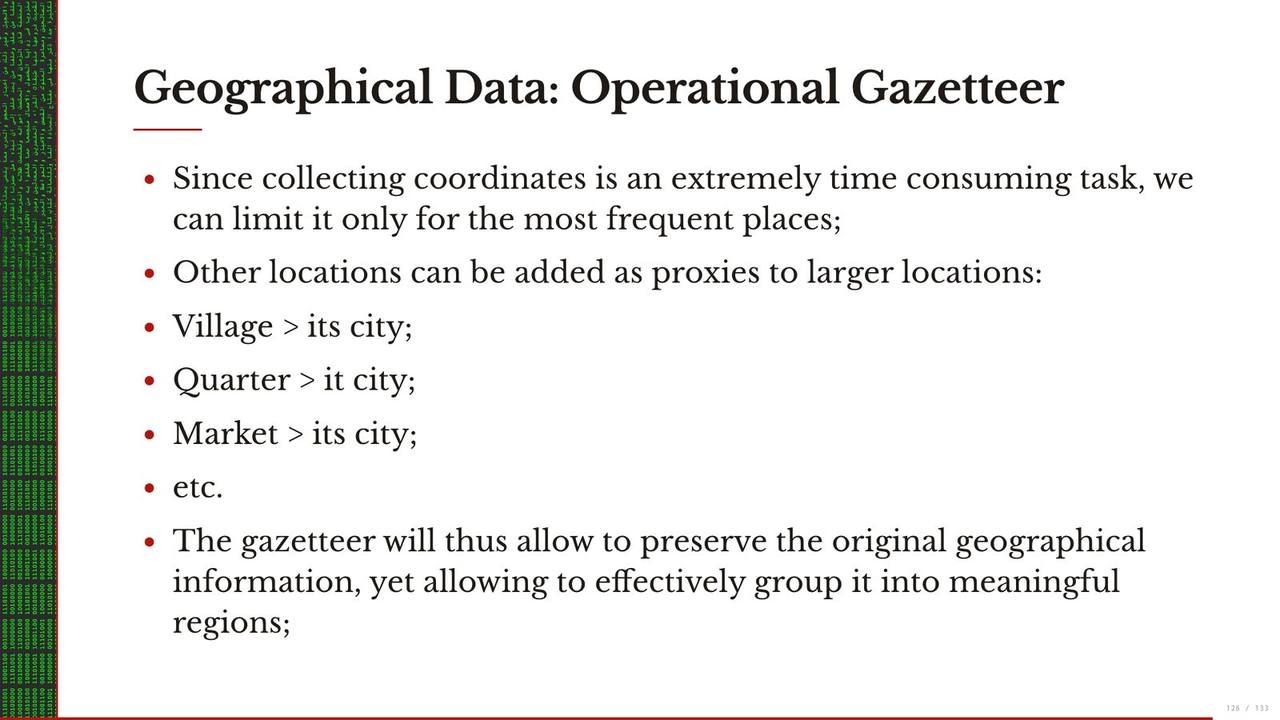 Geographical Data: Operational Gazetteer
• Since collecting coordinates is an extremely time consuming task, we
can limit it only for the most frequent places;
• Other locations can be added as proxies to larger locations:
• Village > its city;
• Quarter > it city;
• Market > its city;
• etc.
• The gazetteer will thus allow to preserve the original geographical
information, yet allowing to effectively group it into meaningful
regions;
126 / 133